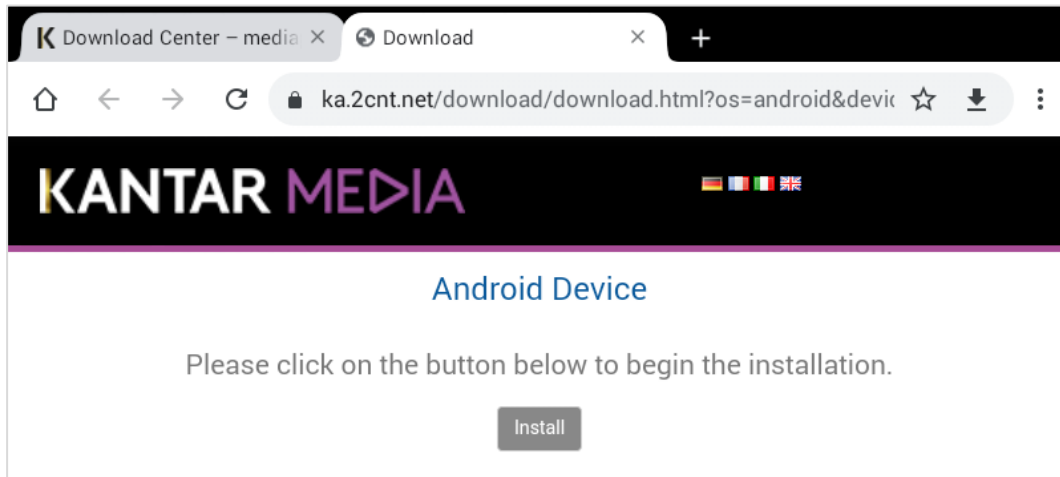 Download Center – media
Download
ka.2cnt.net/download/download.html?os=android&devic
KANTAR MEDIA
Android Device
Please click on the button below to begin the installation.
Install